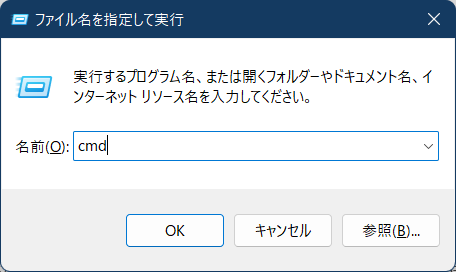 ファイル名を指定して実行
実行するプログラム名、または開くフォルダーやドキュメント名、イ
ンターネット リソース名を入力してください。
名前(O): cmd
OK キャンセル 参照(B)...